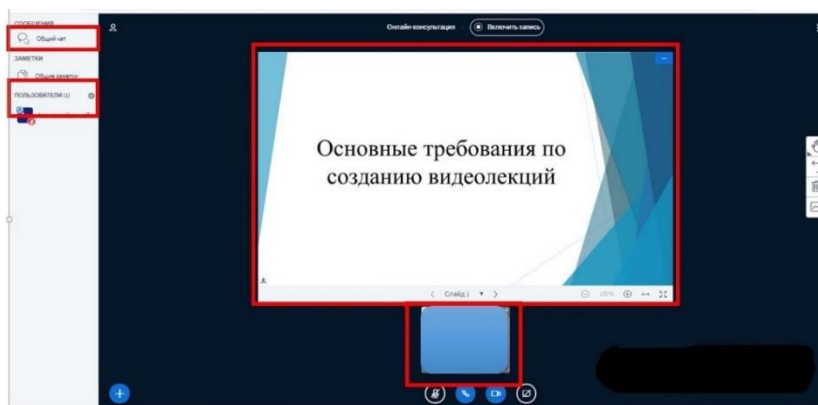 СООБЩЕНИЯ
Общий чат
ЗАМЕТКИ
Общие заметки
ПОЛЬЗОВАТЕЛИ (1)
Онлайн-консультация
Включить запись
Основные требования по
созданию видеолекций
Слайд 1
100%